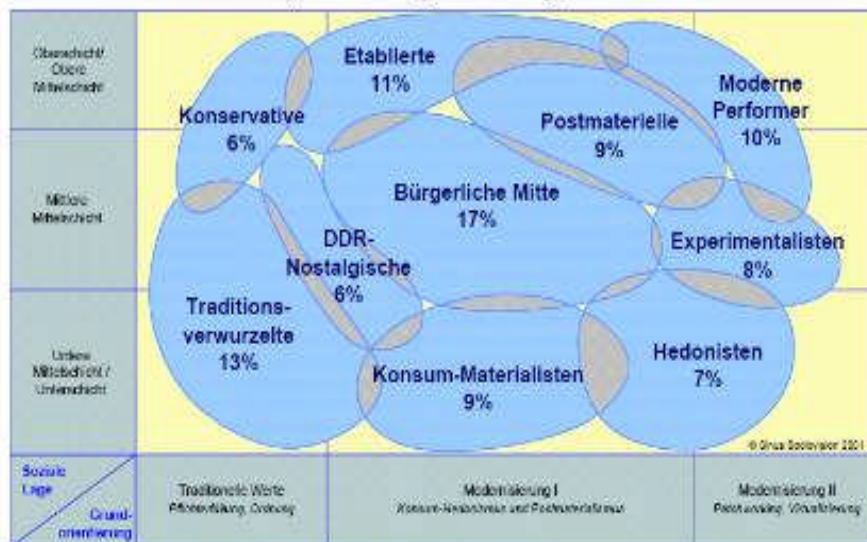 Oberschicht/
Obere
Mittelschicht
Etablierte
11%
Moderne
Performer
10%
Konservative
6%
Postmaterielle
9%
Mittlere
Mittelschicht
Bürgerliche Mitte
17%
DDR-
Nostalgische
6%
Experimentalisten
8%
Traditions-
verwurzelte
13%
Untere
Mittelschicht /
Unterschicht
Konsum-Materialisten
9%
Hedonisten
7%
© Sinus Sociovision 2001
Soziale
Lage
Grund-
orientierung
Traditionelle Werte
Pflichterfüllung, Ordnung
Modernisierung I
Konsum-Hedonismus und Postmaterialismus
Modernisierung II
Patchworking, Virtualisierung